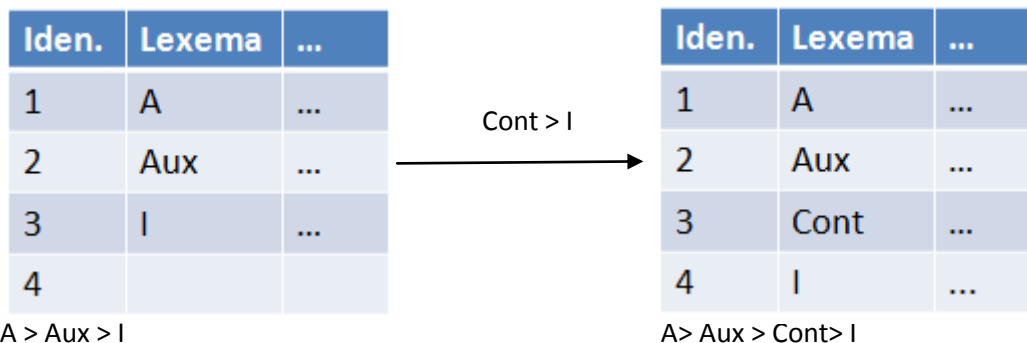 Iden. Lexema ...
1 A ...
2 Aux ...
3 I ...
4
A > Aux > I
Cont > I
Iden. Lexema ...
1 A ...
2 Aux ...
3 Cont ...
4 I ...
A> Aux > Cont> I